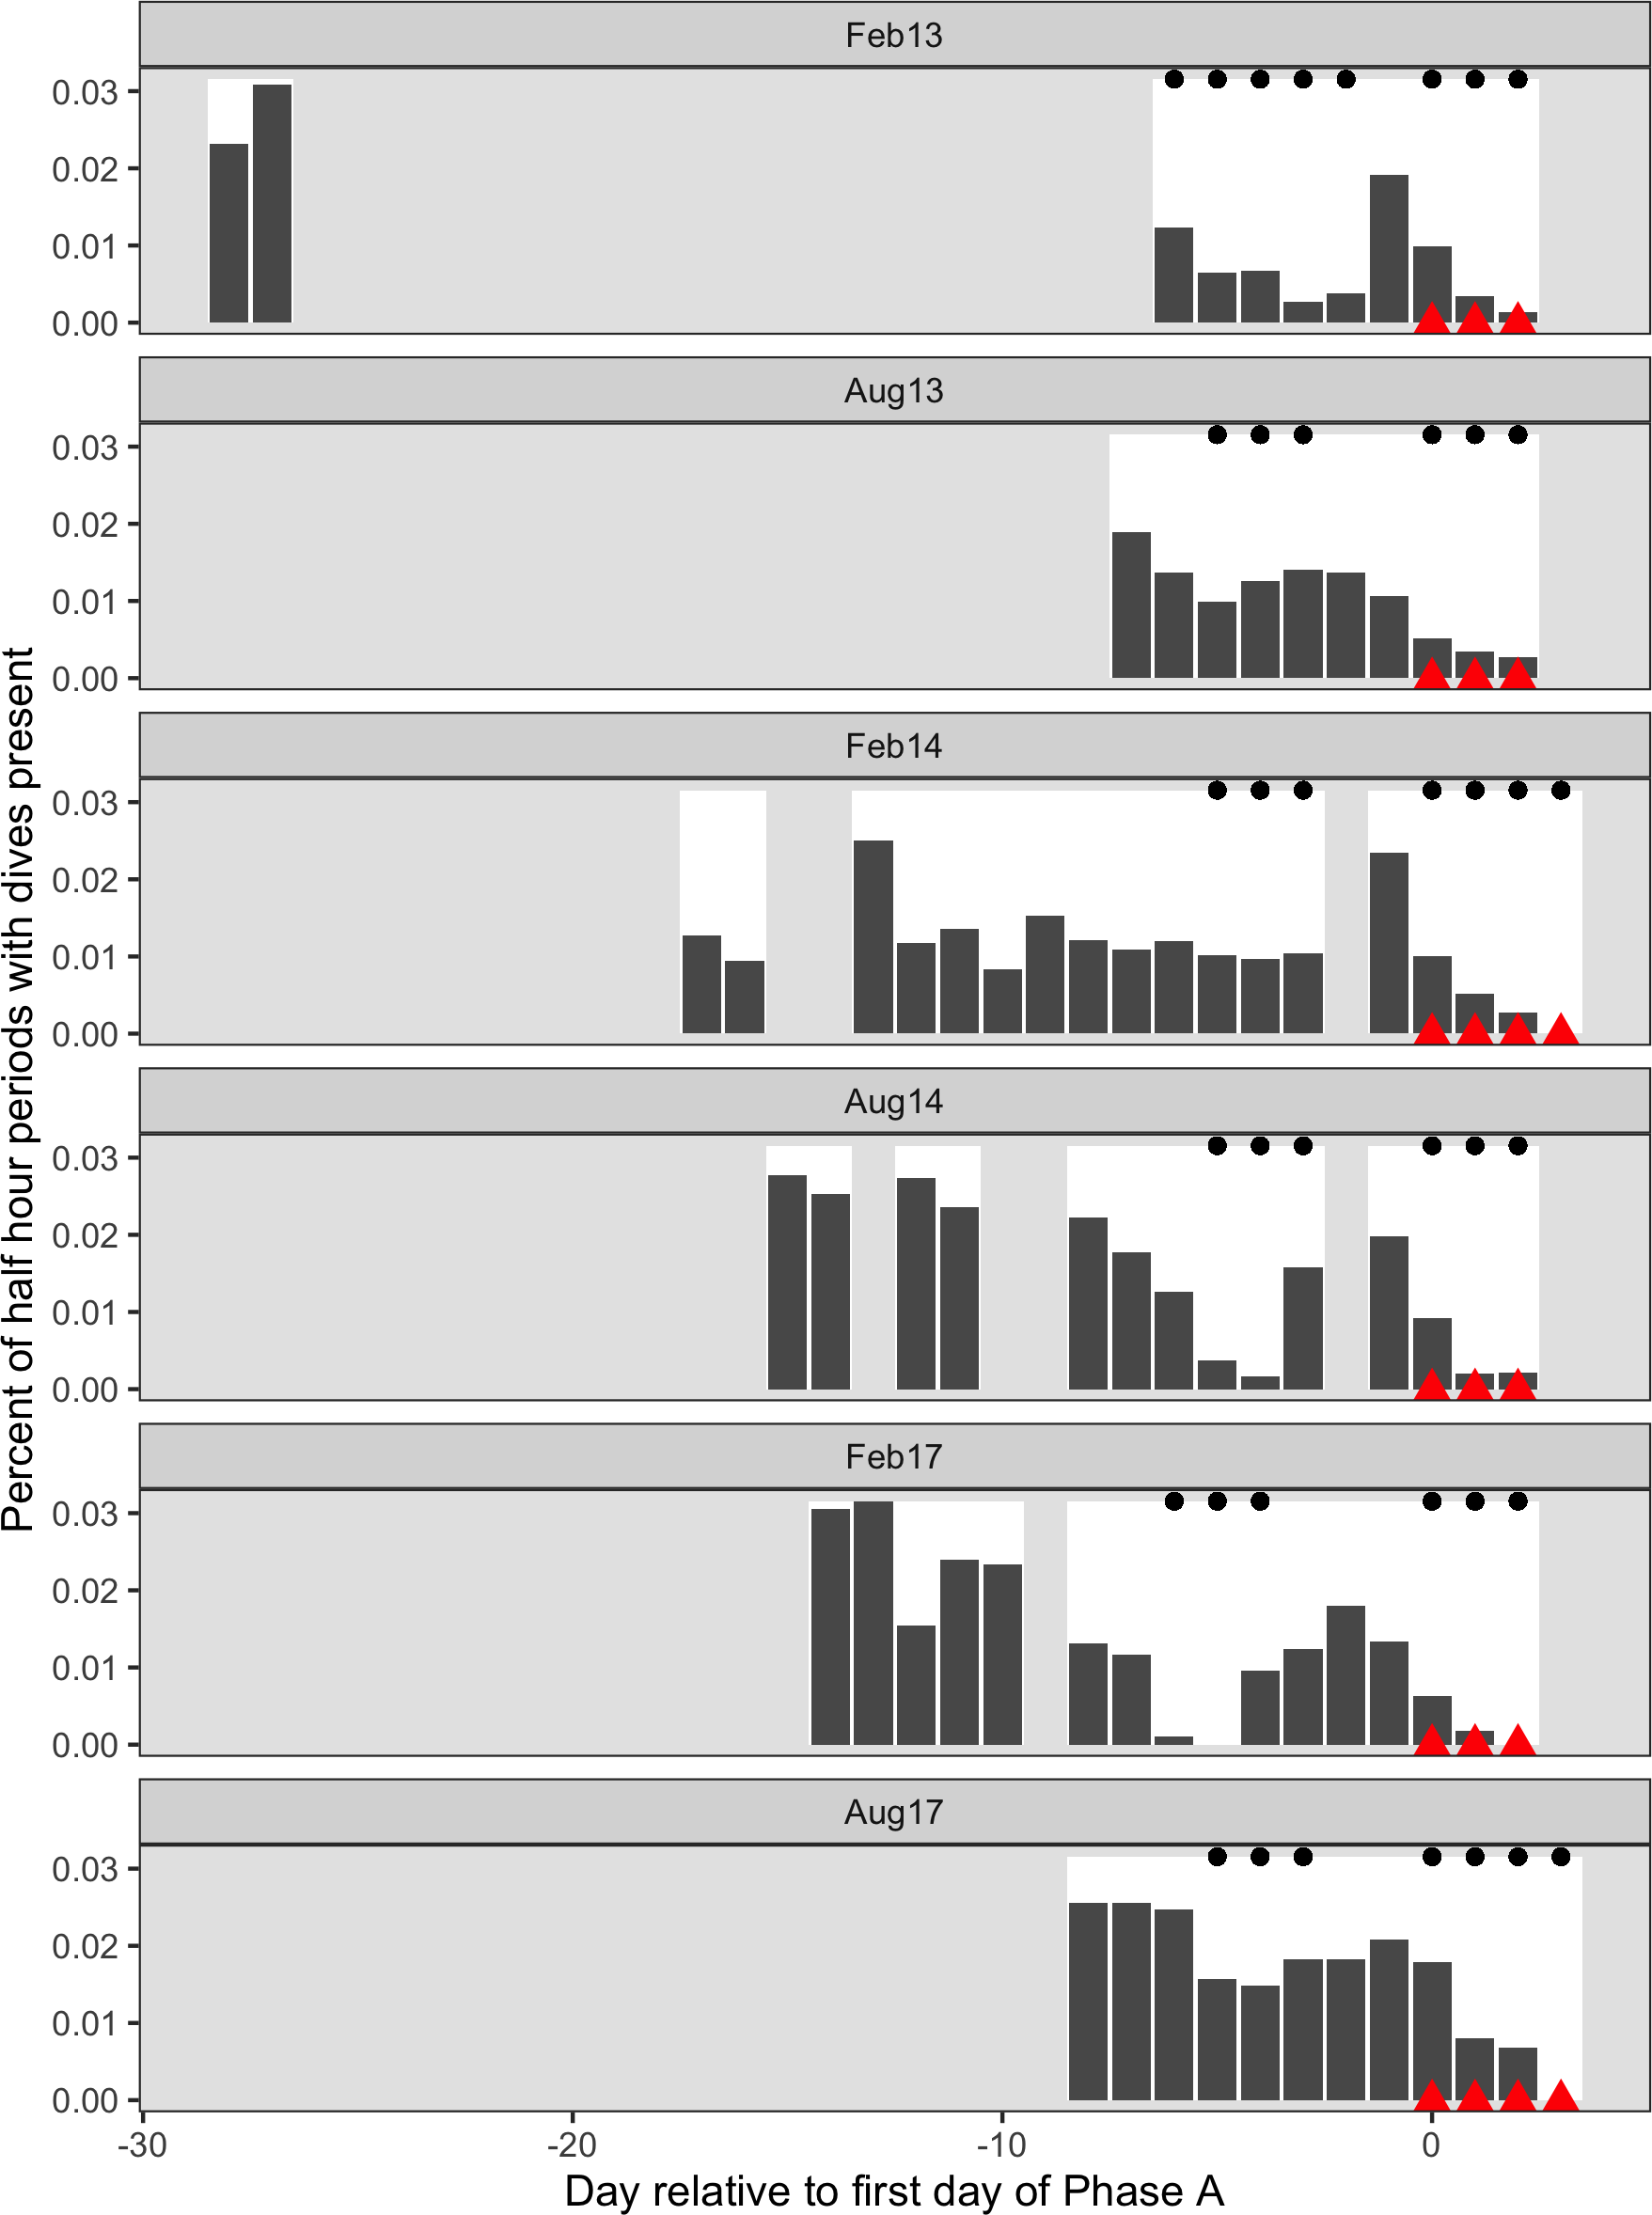 Percent of half hour periods with dives present
Feb13
0.03
0.02
0.01
0.00
Aug13
0.03
0.02
0.01
0.00
Feb14
0.03
0.02
0.01
0.00
Aug14
0.03
0.02
0.01
0.00
Feb17
0.03
0.02
0.01
0.00
Aug17
0.03
0.02
0.01
0.00
-30 -20 -10 0
Day relative to first day of Phase A